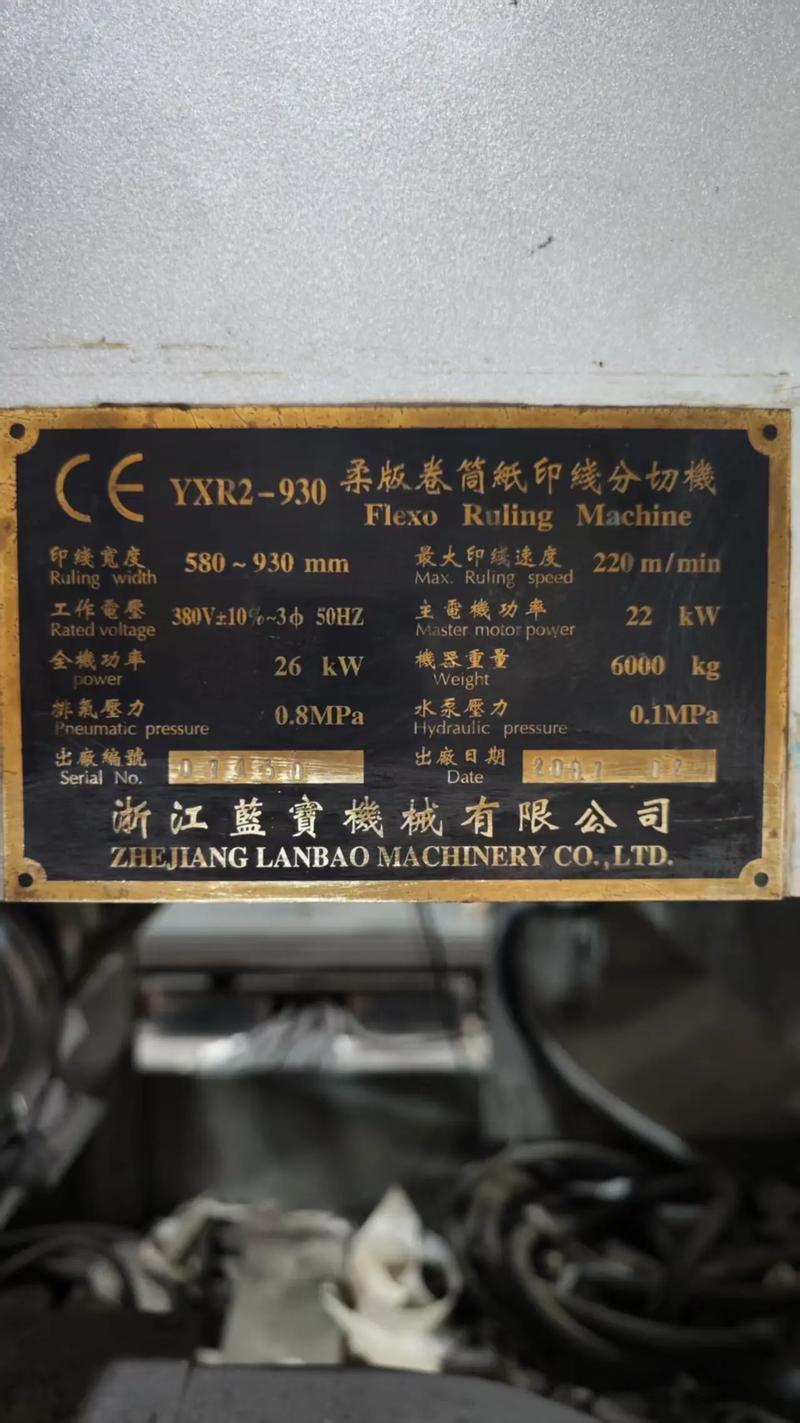 CE YXR2-930 柔版卷筒紙印綫分切機
Flexo Ruling Machine
印綫寬度 580~930 mm 最大印綫速度 220 m/min
Ruling width Max. Ruling speed
工作電壓 380V±10%~3ф 50HZ 主電機功率 22 kW
Rated voltage Master motor power
全機功率 26 kW 機器重量 6000 kg
power Weight
排氣壓力 0.8MPa 水泵壓力 0.1MPa
Pneumatic pressure Hydraulic pressure
出廠編號 出廠日期
Serial No. Date
浙江藍寶機械有限公司
ZHEJIANG LANBAO MACHINERY CO.,LTD.